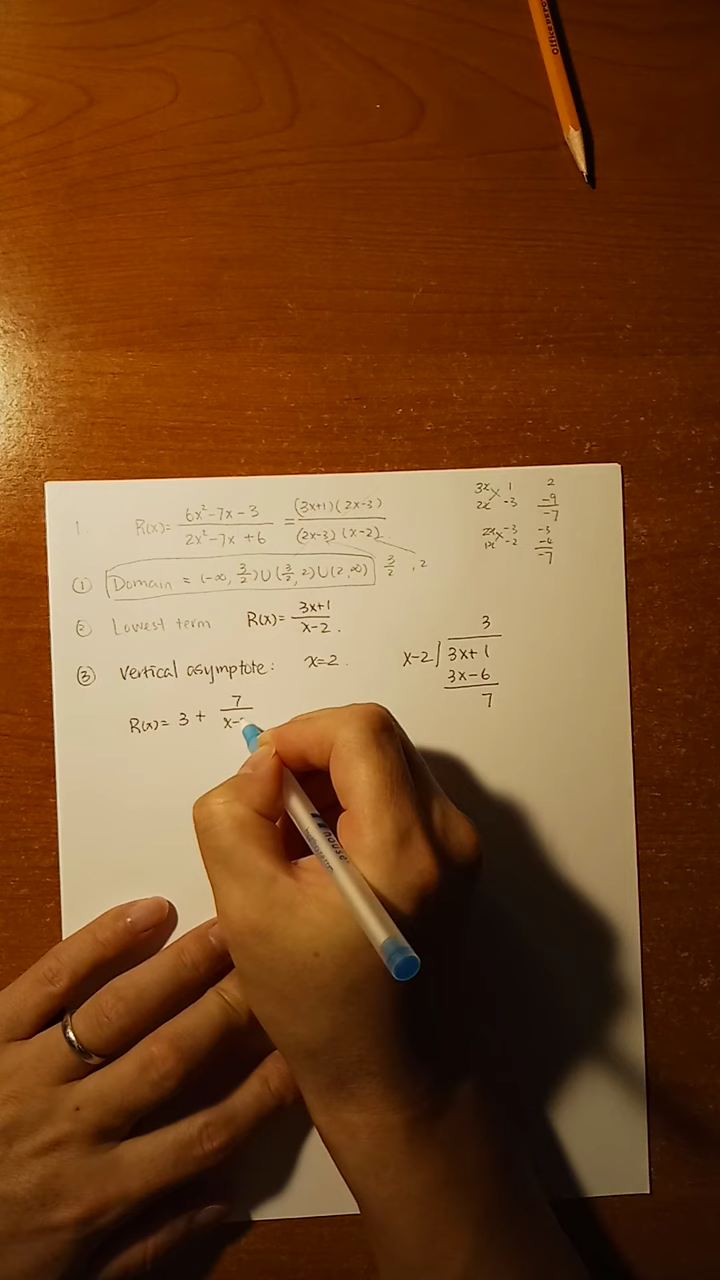 1. R(x)= 6x²-7x-3 / 2x²-7x+6 = (3x+1)(2x-3) / (2x-3)(x-2)
3x 1 2
2x -3 -9
-7
2x -3 -3
1x -2 -4
-7
① Domain = (-∞, 3/2)∪(3/2, 2)∪(2, ∞) 3/2, 2
② Lowest term R(x)= 3x+1 / x-2.
③ Vertical asymptote: x=2.
3
x-2 ) 3x+1
3x-6
7
R(x)= 3 + 7 / x-